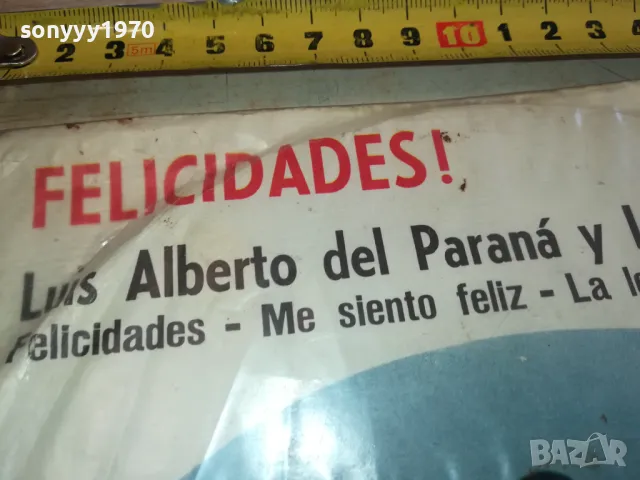 sonyyy1970
2 3 4 5m 5 6 7 8 9 10 1 2 3
FELICIDADES!
Luis Alberto del Paraná y
Felicidades - Me siento feliz - La
BAZAR